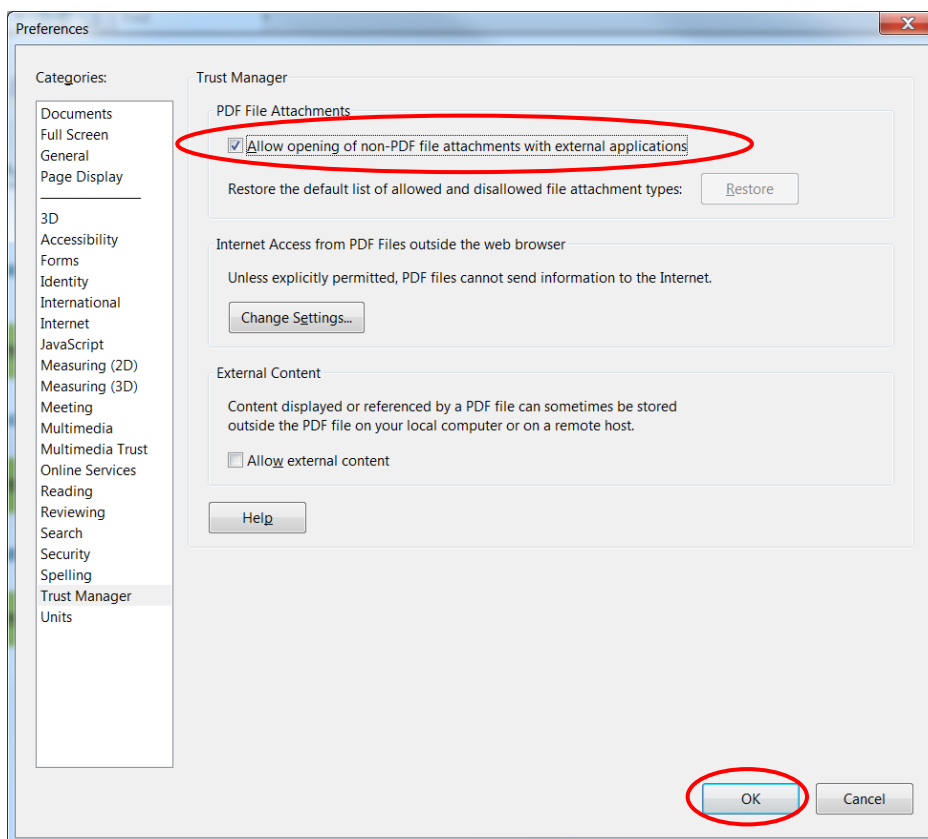 Preferences
Categories:
Documents
Full Screen
General
Page Display
3D
Accessibility
Forms
Identity
International
Internet
JavaScript
Measuring (2D)
Measuring (3D)
Meeting
Multimedia
Multimedia Trust
Online Services
Reading
Reviewing
Search
Security
Spelling
Trust Manager
Units
Trust Manager
PDF File Attachments
Allow opening of non-PDF file attachments with external applications
Restore the default list of allowed and disallowed file attachment types: Restore
Internet Access from PDF Files outside the web browser
Unless explicitly permitted, PDF files cannot send information to the Internet.
Change Settings...
External Content
Content displayed or referenced by a PDF file can sometimes be stored
outside the PDF file on your local computer or on a remote host.
Allow external content
Help
OK Cancel